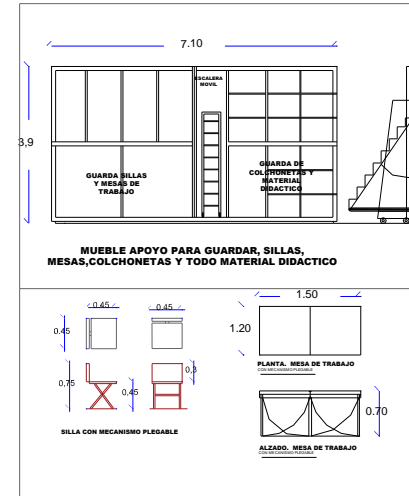 7.10
ESCALERA
MOVIL
3,9
GUARDA SILLAS
Y MESAS DE
TRABAJO
GUARDA DE
COLCHONETAS Y
MATERIAL
DIDACTICO
MUEBLE APOYO PARA GUARDAR, SILLAS,
MESAS,COLCHONETAS Y TODO MATERIAL DIDACTICO
0.45
0.45
0.45
0,75
0,45
0,3
SILLA CON MECANISMO PLEGABLE
1.50
1.20
PLANTA. MESA DE TRABAJO
CON MECANISMO PLEGABLE
0.70
ALZADO. MESA DE TRABAJO
CON MECANISMO PLEGABLE